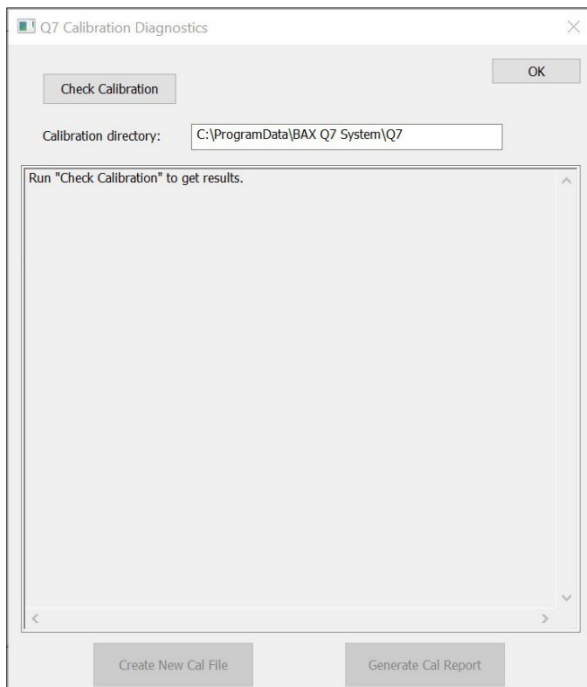 Q7 Calibration Diagnostics
OK
Check Calibration
Calibration directory: C:\ProgramData\BAX Q7 System\Q7
Run "Check Calibration" to get results.
Create New Cal File Generate Cal Report